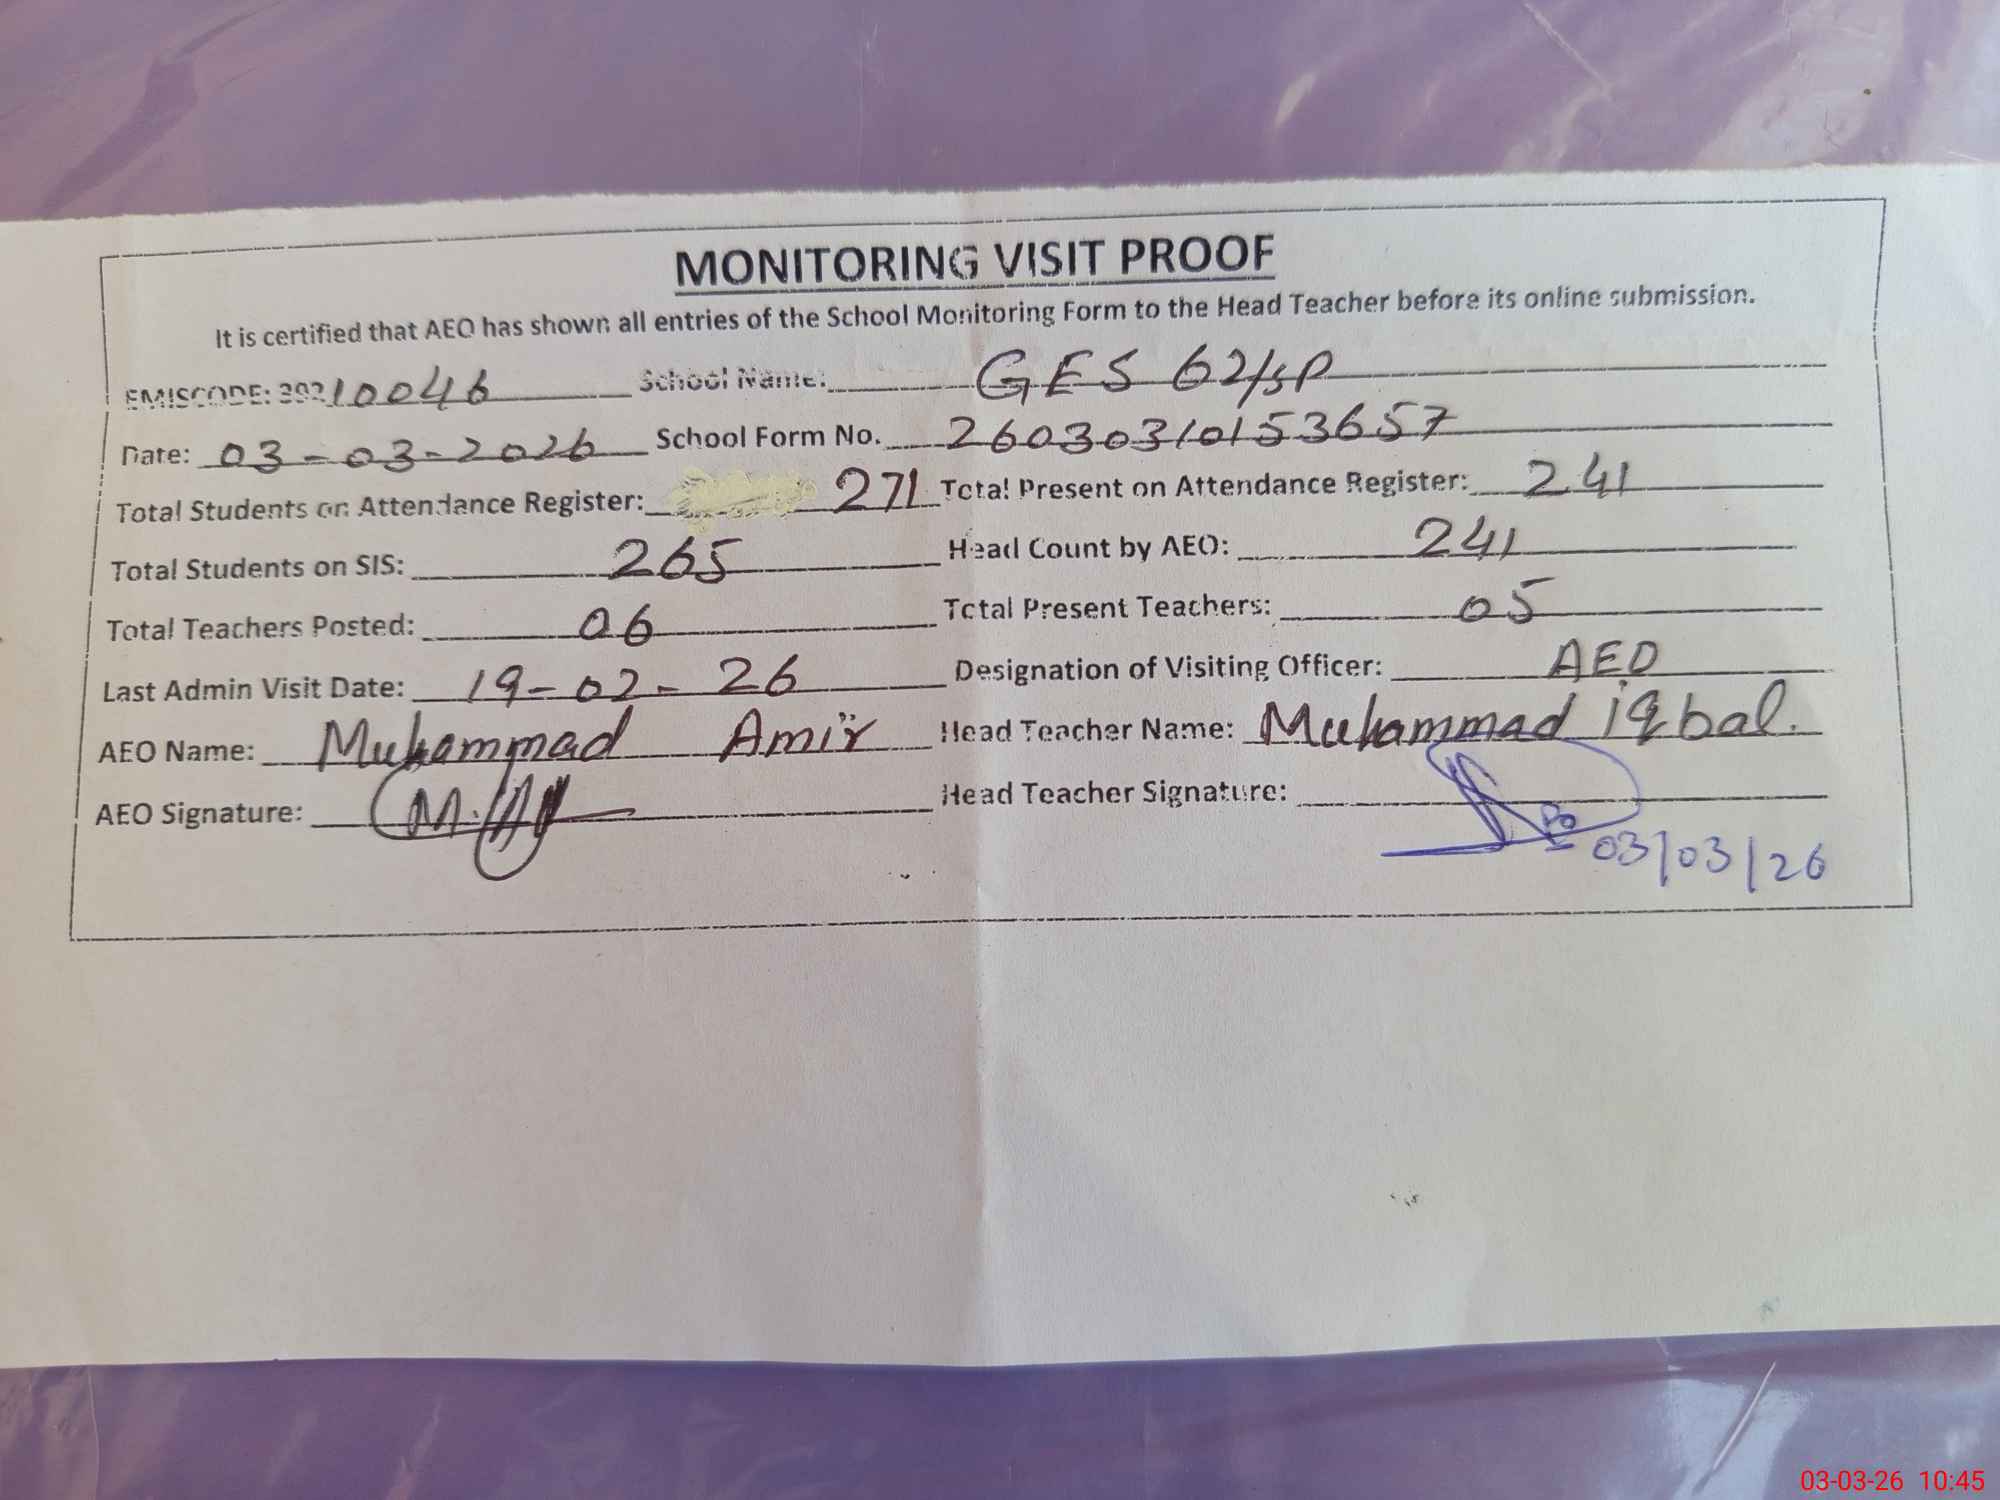 MONITORING VISIT PROOF
It is certified that AEO has shown all entries of the School Monitoring Form to the Head Teacher before its online submission.
EMISCODE: 39210046 School Name: GES 62/SP
Date: 03-03-2026 School Form No. 26030310153657
Total Students on Attendance Register: 271 Total Present on Attendance Register: 241
Total Students on SIS: 265 Head Count by AEO: 241
Total Teachers Posted: 06 Total Present Teachers: 05
Last Admin Visit Date: 19-02-26 Designation of Visiting Officer: AEO
AEO Name: Muhammad Amir Head Teacher Name: Muhammad iqbal.
AEO Signature: Head Teacher Signature:
03/03/26
03-03-26 10:45